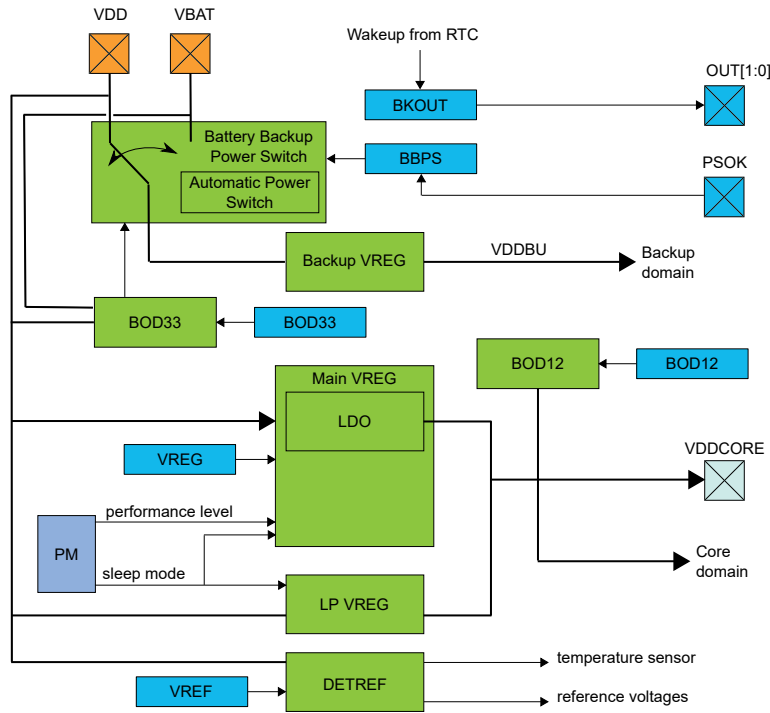 VDD
VBAT
Wakeup from RTC
OUT[1:0]
BKOUT
Battery Backup
Power Switch
BBPS
PSOK
Automatic Power
Switch
Backup VREG
VDDBU
Backup
domain
BOD33
BOD33
Main VREG
BOD12
BOD12
LDO
VREG
VDDCORE
performance level
PM
sleep mode
Core
domain
LP VREG
temperature sensor
DETREF
VREF
reference voltages